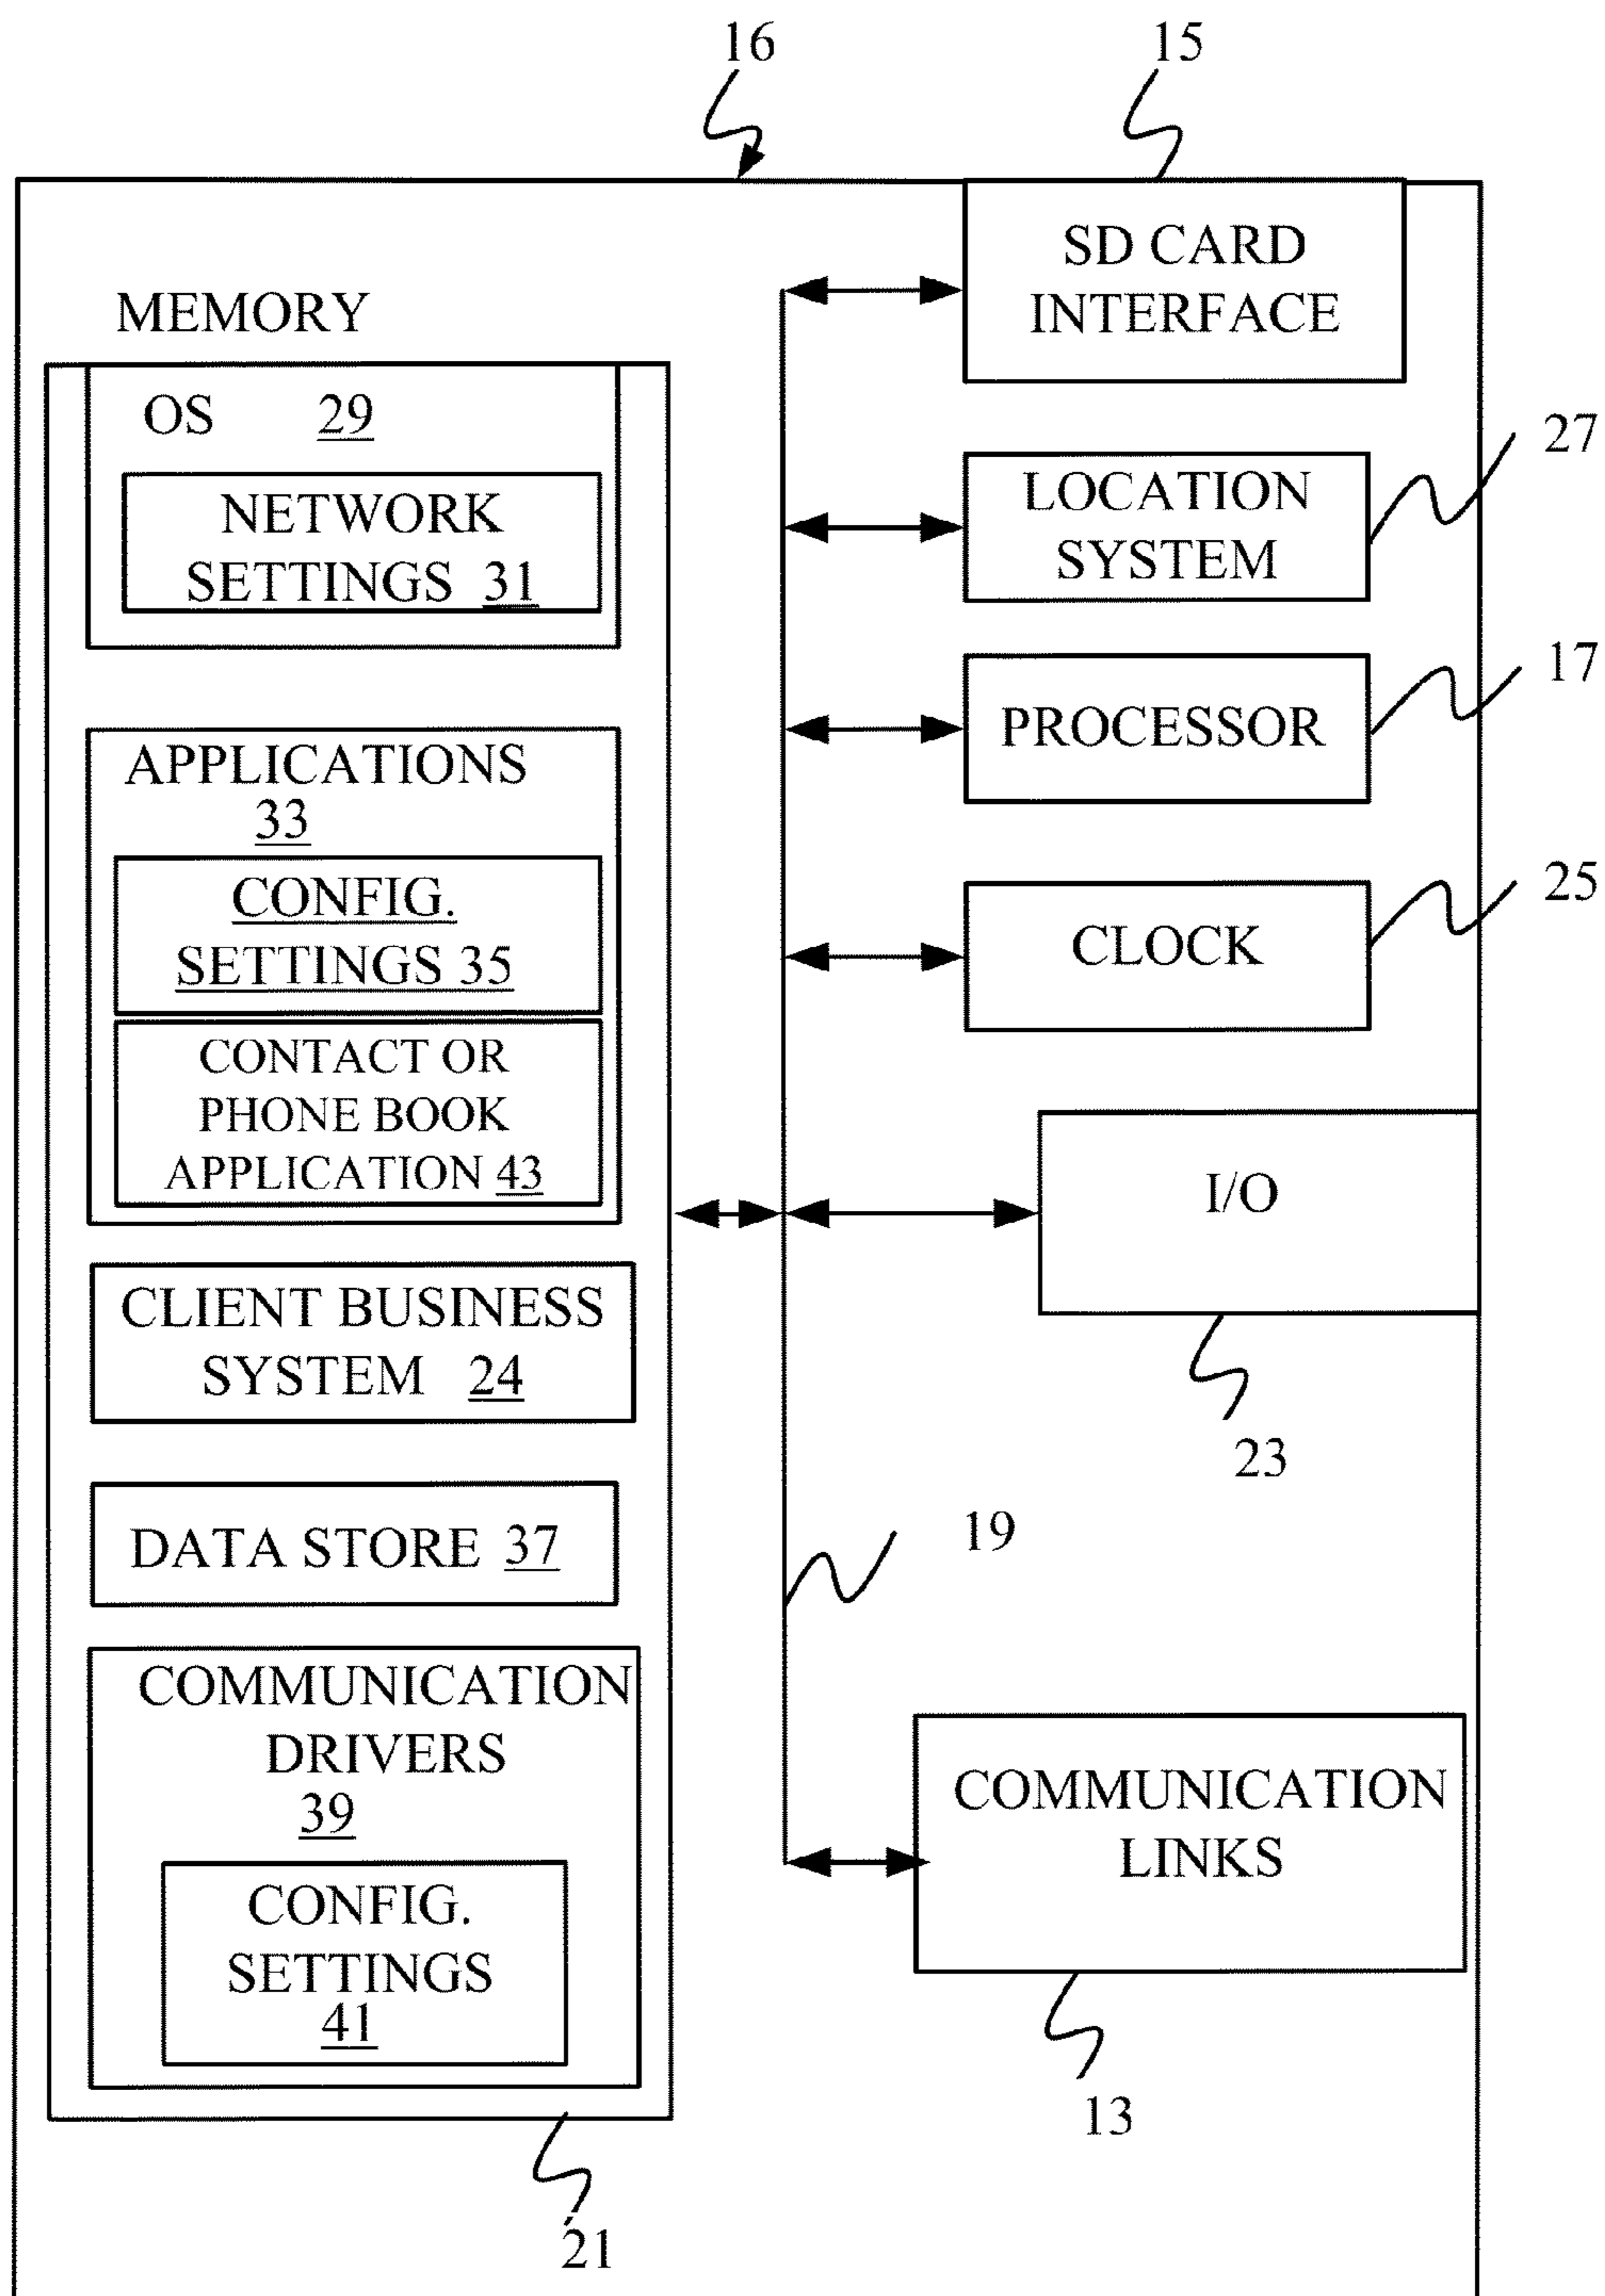 16
15
SD CARD
INTERFACE
MEMORY
OS 29
NETWORK
SETTINGS 31
27
LOCATION
SYSTEM
17
PROCESSOR
APPLICATIONS
33
CONFIG.
SETTINGS 35
25
CLOCK
CONTACT OR
PHONE BOOK
APPLICATION 43
I/O
23
CLIENT BUSINESS
SYSTEM 24
19
DATA STORE 37
COMMUNICATION
DRIVERS
39
CONFIG.
SETTINGS
41
COMMUNICATION
LINKS
13
21